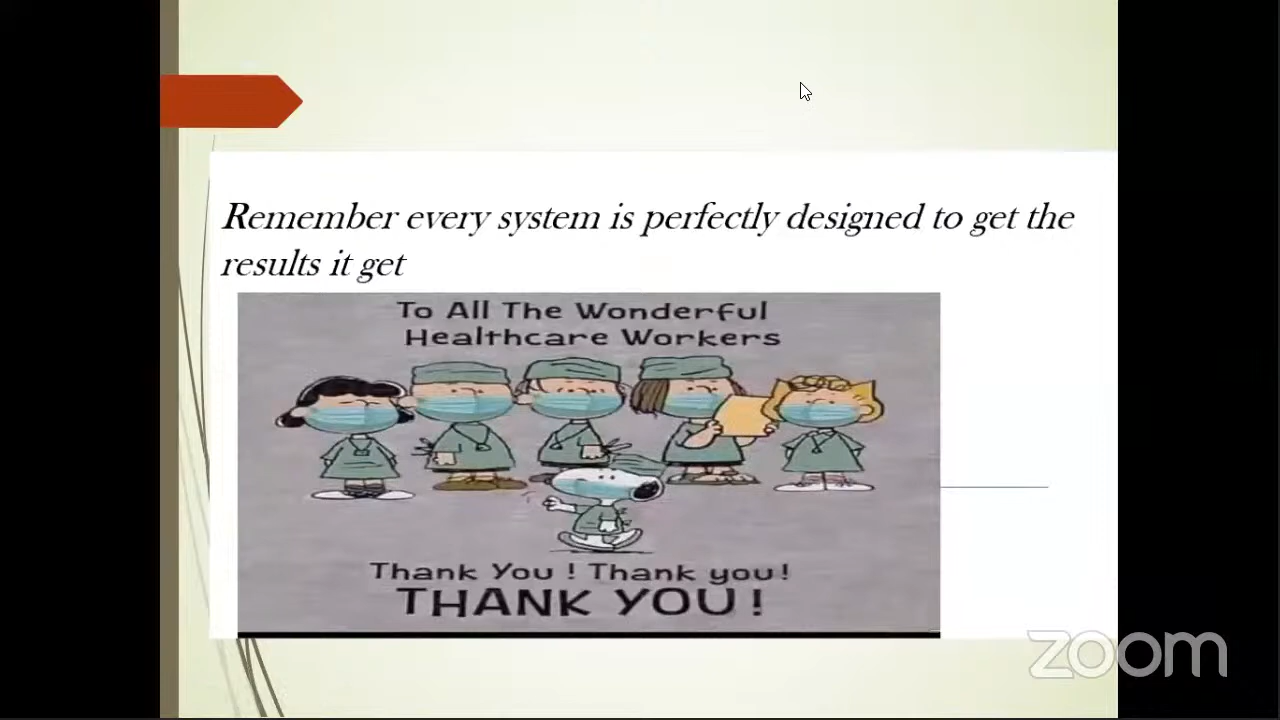 Remember every system is perfectly designed to get the
results it get
To All The Wonderful
Healthcare Workers
Thank You ! Thank you!
THANK YOU !
zoom